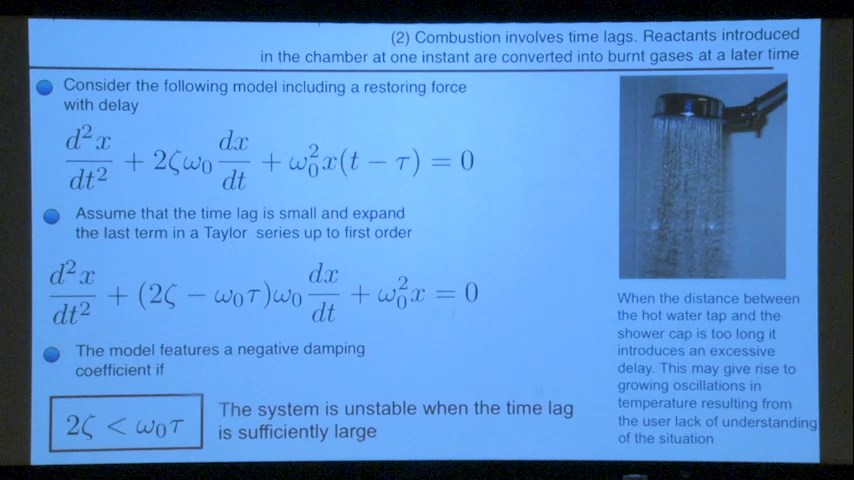 (2) Combustion involves time lags. Reactants introduced
in the chamber at one instant are converted into burnt gases at a later time
Consider the following model including a restoring force
with delay
d²x/dt² + 2ζω₀ dx/dt + ω₀²x(t − τ) = 0
Assume that the time lag is small and expand
the last term in a Taylor series up to first order
d²x/dt² + (2ζ − ω₀τ)ω₀ dx/dt + ω₀²x = 0
The model features a negative damping
coefficient if
2ζ < ω₀τ
The system is unstable when the time lag
is sufficiently large
When the distance between
the hot water tap and the
shower cap is too long it
introduces an excessive
delay. This may give rise to
growing oscillations in
temperature resulting from
the user lack of understanding
of the situation